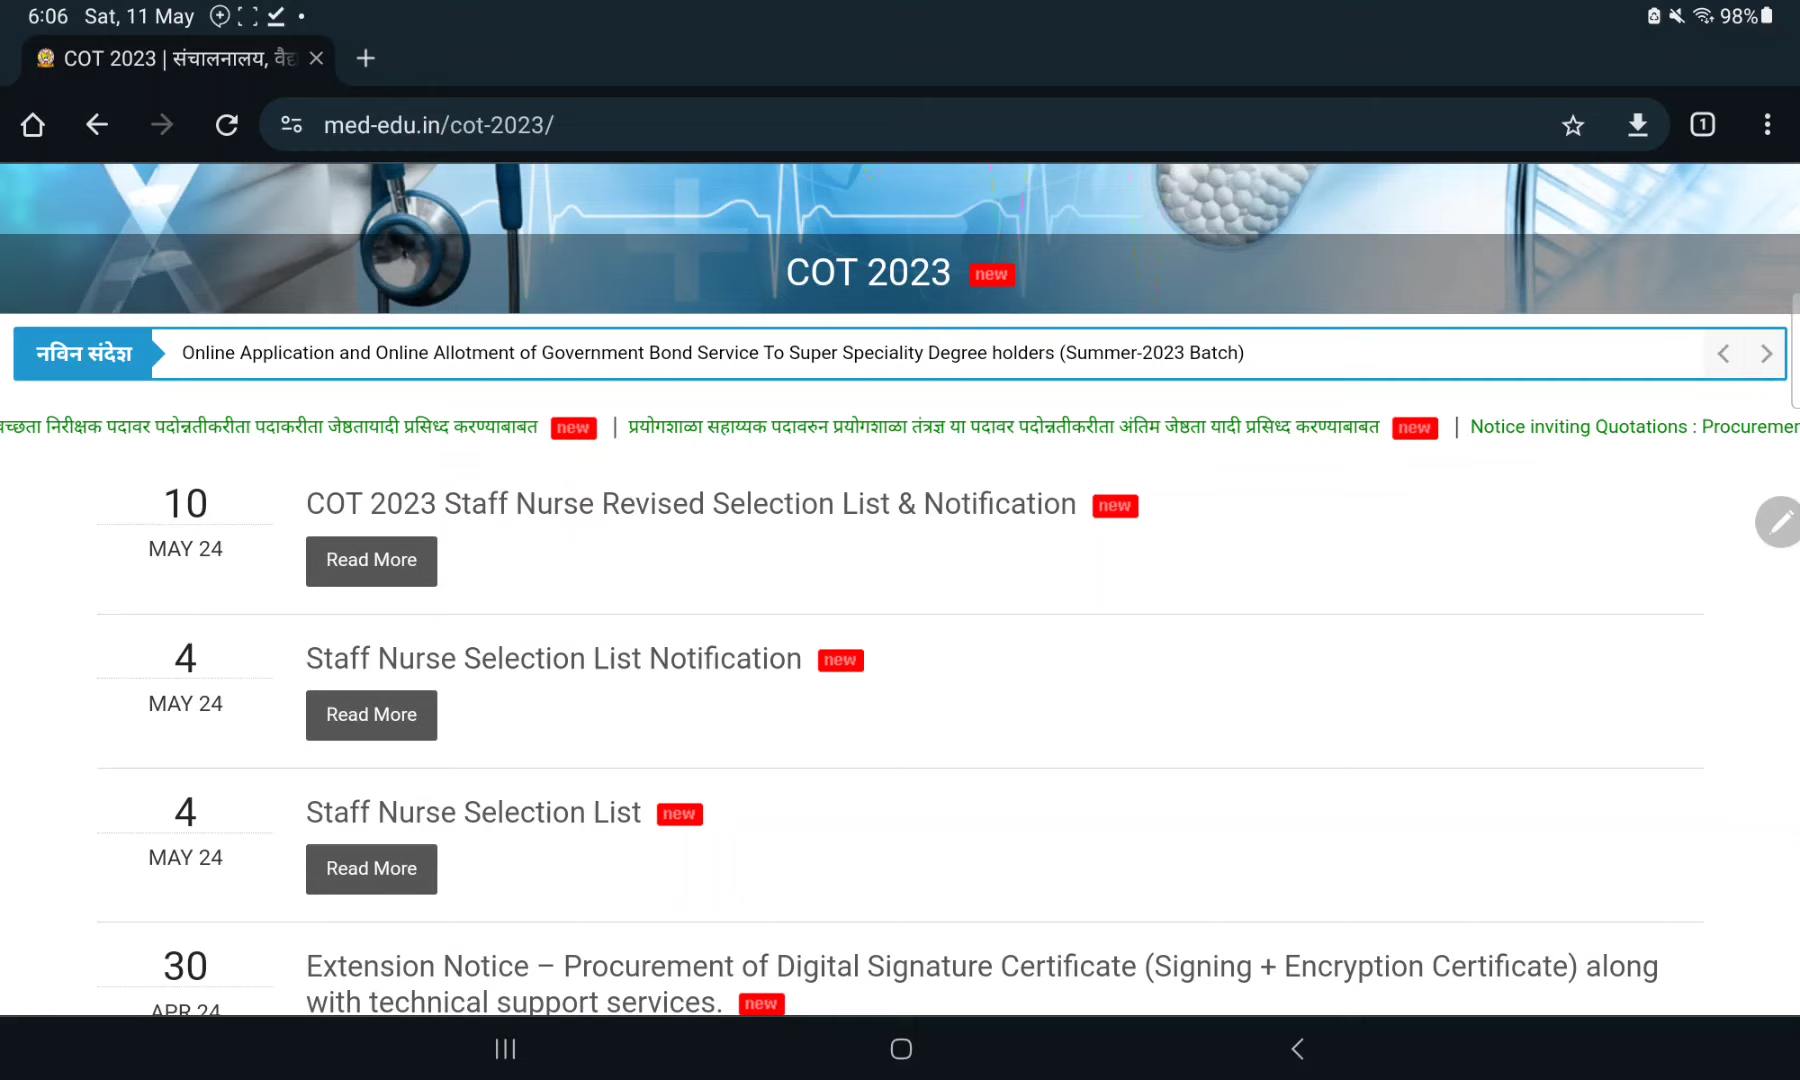 6:06 Sat, 11 May 98%
COT 2023 | संचालनालय,
med-edu.in/cot-2023/ 1
COT 2023 new
नविन संदेश Online Application and Online Allotment of Government Bond Service To Super Speciality Degree holders (Summer-2023 Batch)
निरीक्षक पदावर पदोन्नतीकरीता पदाकरीता जेष्ठतायादी प्रसिध्द करण्याबाबत new | प्रयोगशाळा सहाय्यक पदावरुन प्रयोगशाळा तंत्रज्ञ या पदावर पदोन्नतीकरीता अंतिम जेष्ठता यादी प्रसिध्द करण्याबाबत new | Notice inviting Quotations : Procuremen
10 COT 2023 Staff Nurse Revised Selection List & Notification new
MAY 24
Read More
4 Staff Nurse Selection List Notification new
MAY 24
Read More
4 Staff Nurse Selection List new
MAY 24
Read More
30 Extension Notice – Procurement of Digital Signature Certificate (Signing + Encryption Certificate) along
APR 24 with technical support services. new